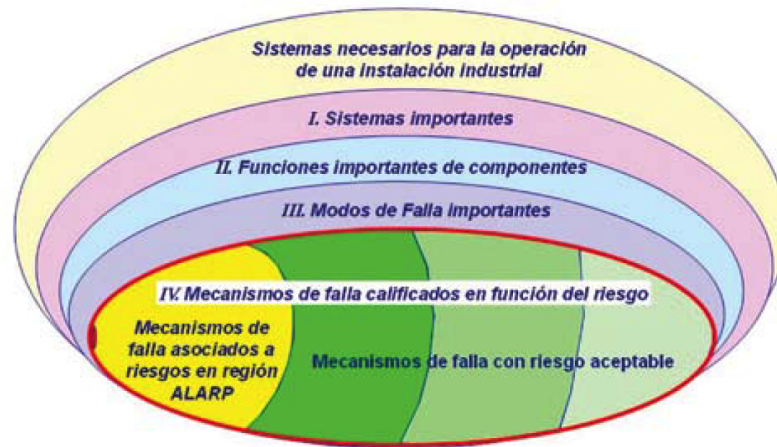 Sistemas necesarios para la operación
de una instalación industrial
I. Sistemas importantes
II. Funciones importantes de componentes
III. Modos de Falla importantes
IV. Mecanismos de falla calificados en función del riesgo
Mecanismos de
falla asociados a
riesgos en región
ALARP
Mecanismos de falla con riesgo aceptable